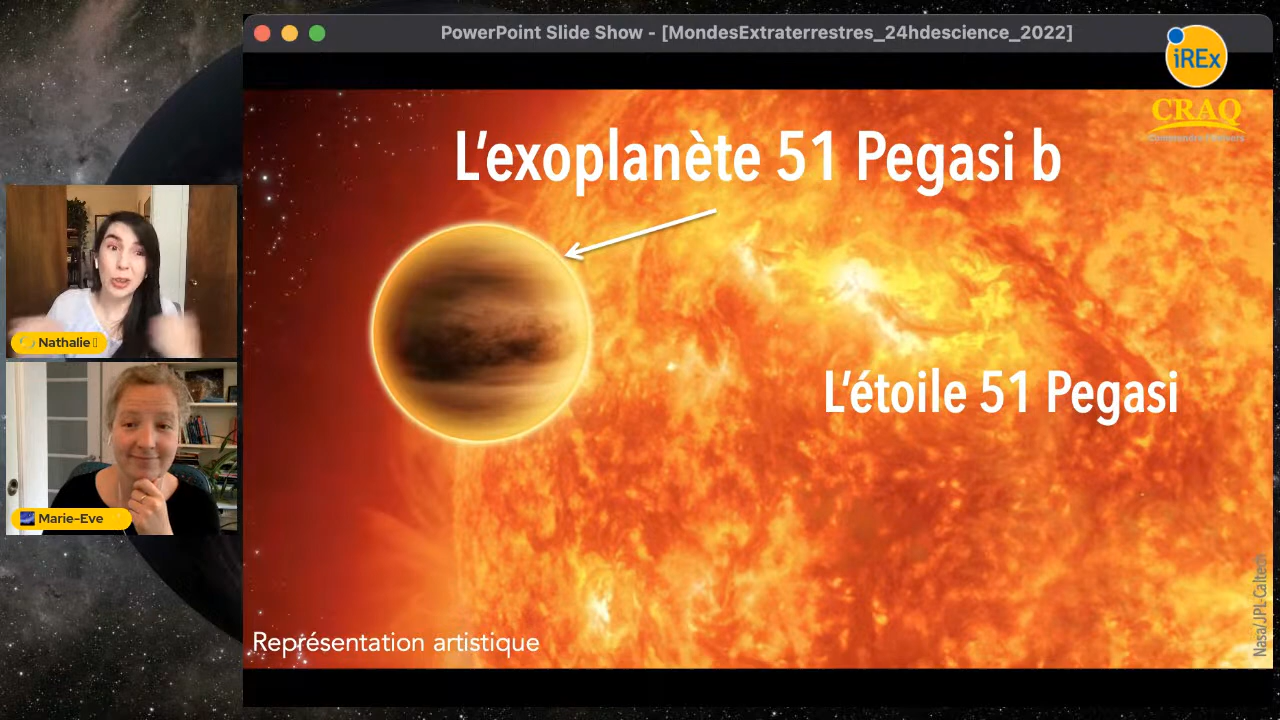 PowerPoint Slide Show - [MondesExtraterrestres_24hdescience_2022]
iREx
CRAQ
L'exoplanète 51 Pegasi b
L'étoile 51 Pegasi
Nathalie
Marie-Eve
Représentation artistique
Nasa/JPL-Caltech